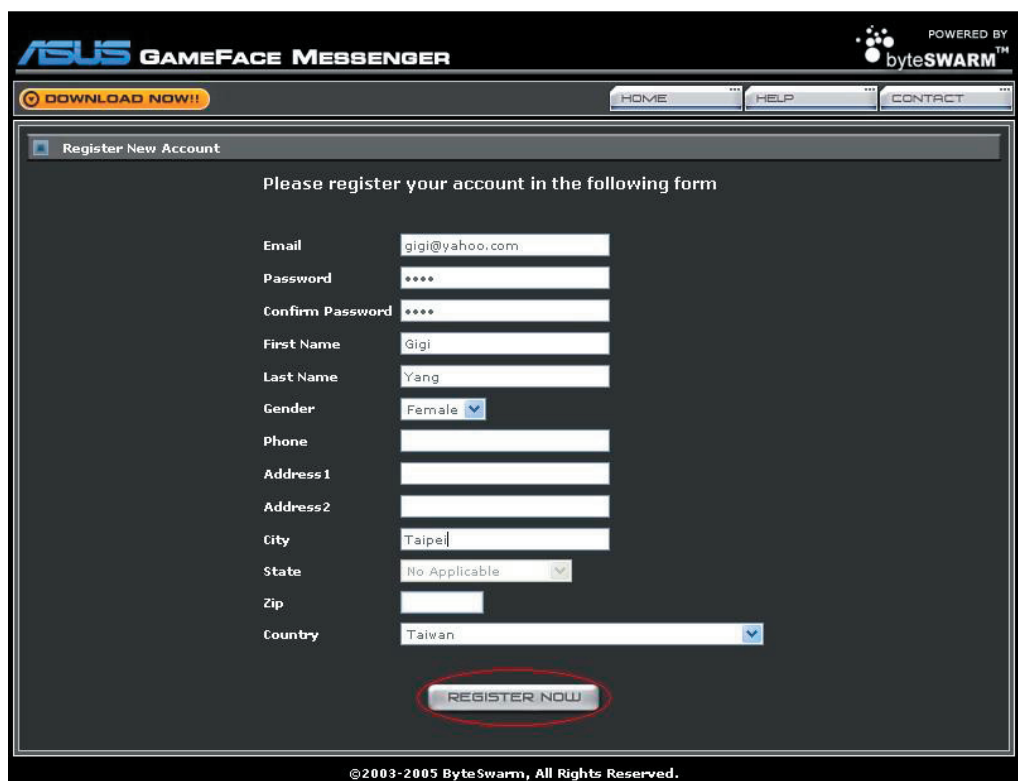 ASUS GAMEFACE MESSENGER
POWERED BY
byteSWARM™
DOWNLOAD NOW!!
HOME
HELP
CONTACT
Register New Account
Please register your account in the following form
Email gigi@yahoo.com
Password ••••
Confirm Password ••••
First Name Gigi
Last Name Yang
Gender Female
Phone
Address1
Address2
City Taipei
State No Applicable
Zip
Country Taiwan
REGISTER NOW
©2003-2005 ByteSwarm, All Rights Reserved.